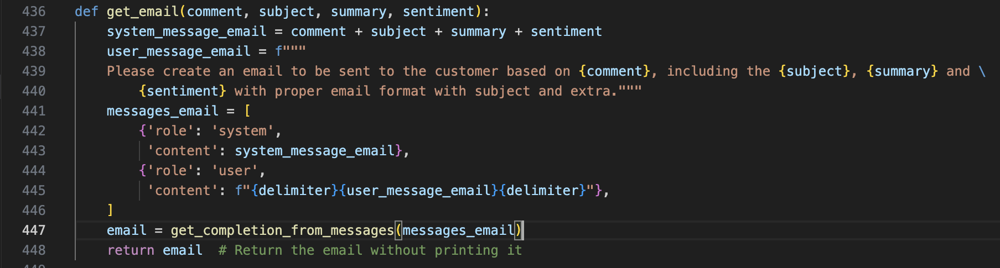 436 def get_email(comment, subject, summary, sentiment):
437 system_message_email = comment + subject + summary + sentiment
438 user_message_email = f"""
439 Please create an email to be sent to the customer based on {comment}, including the {subject}, {summary} and \
440 {sentiment} with proper email format with subject and extra."""
441 messages_email = [
442 {'role': 'system',
443 'content': system_message_email},
444 {'role': 'user',
445 'content': f"{delimiter}{user_message_email}{delimiter}"},
446 ]
447 email = get_completion_from_messages(messages_email)
448 return email  # Return the email without printing it